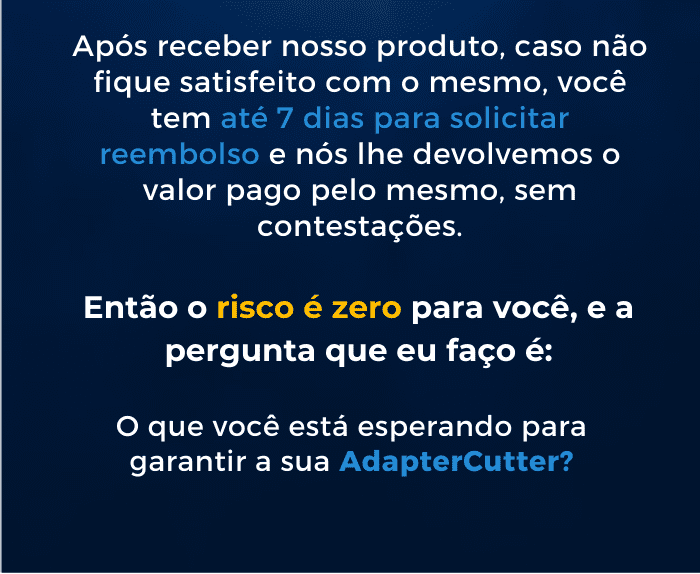 Após receber nosso produto, caso não
fique satisfeito com o mesmo, você
tem até 7 dias para solicitar
reembolso e nós lhe devolvemos o
valor pago pelo mesmo, sem
contestações.
Então o risco é zero para você, e a
pergunta que eu faço é:
O que você está esperando para
garantir a sua AdapterCutter?